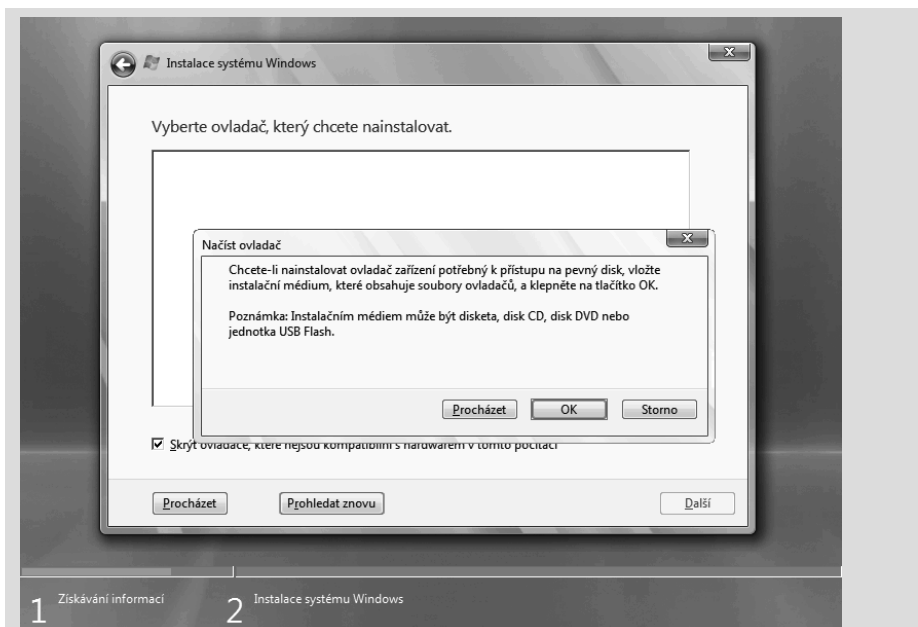 Instalace systému Windows
Vyberte ovladač, který chcete nainstalovat.
Načíst ovladač
Chcete-li nainstalovat ovladač zařízení potřebný k přístupu na pevný disk, vložte
instalační médium, které obsahuje soubory ovladačů, a klepněte na tlačítko OK.
Poznámka: Instalačním médiem může být disketa, disk CD, disk DVD nebo
jednotka USB Flash.
Procházet OK Storno
Skrýt ovladače, které nejsou kompatibilní s hardwarem v tomto počítači
Procházet Prohledat znovu Další
1 Získávání informací 2 Instalace systému Windows